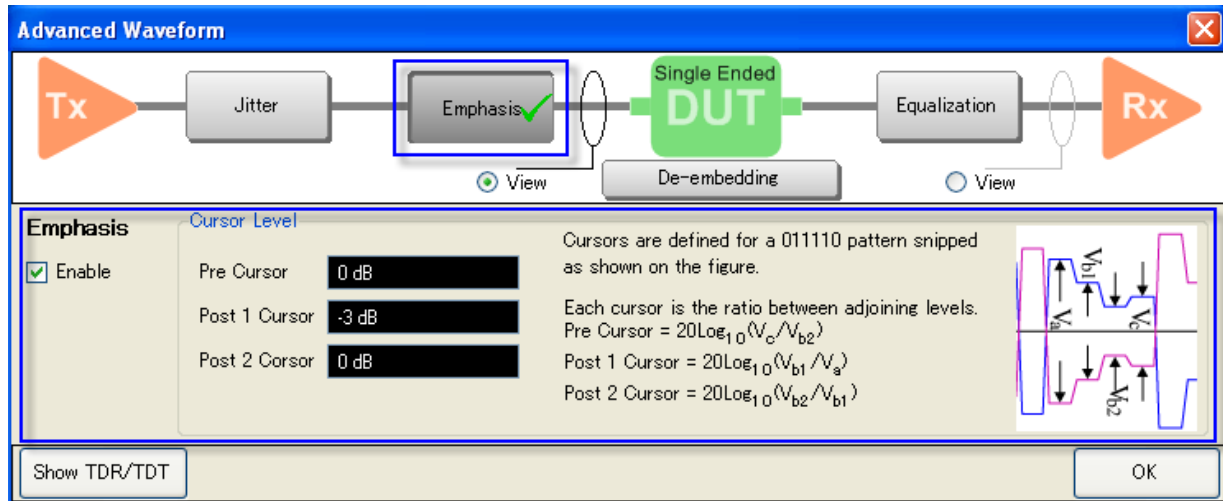 Advanced Waveform
Tx
Jitter
Emphasis
Single Ended
DUT
Equalization
Rx
View
De-embedding
View
Emphasis
Enable
Cursor Level
Pre Cursor
0 dB
Post 1 Cursor
-3 dB
Post 2 Corsor
0 dB
Cursors are defined for a 011110 pattern snipped
as shown on the figure.
Each cursor is the ratio between adjoining levels.
Pre Cursor = 20Log10(Vc/Vb2)
Post 1 Cursor = 20Log10(Vb1/Va)
Post 2 Cursor = 20Log10(Vb2/Vb1)
Vb1
Va
Vc
Vb2
Show TDR/TDT
OK